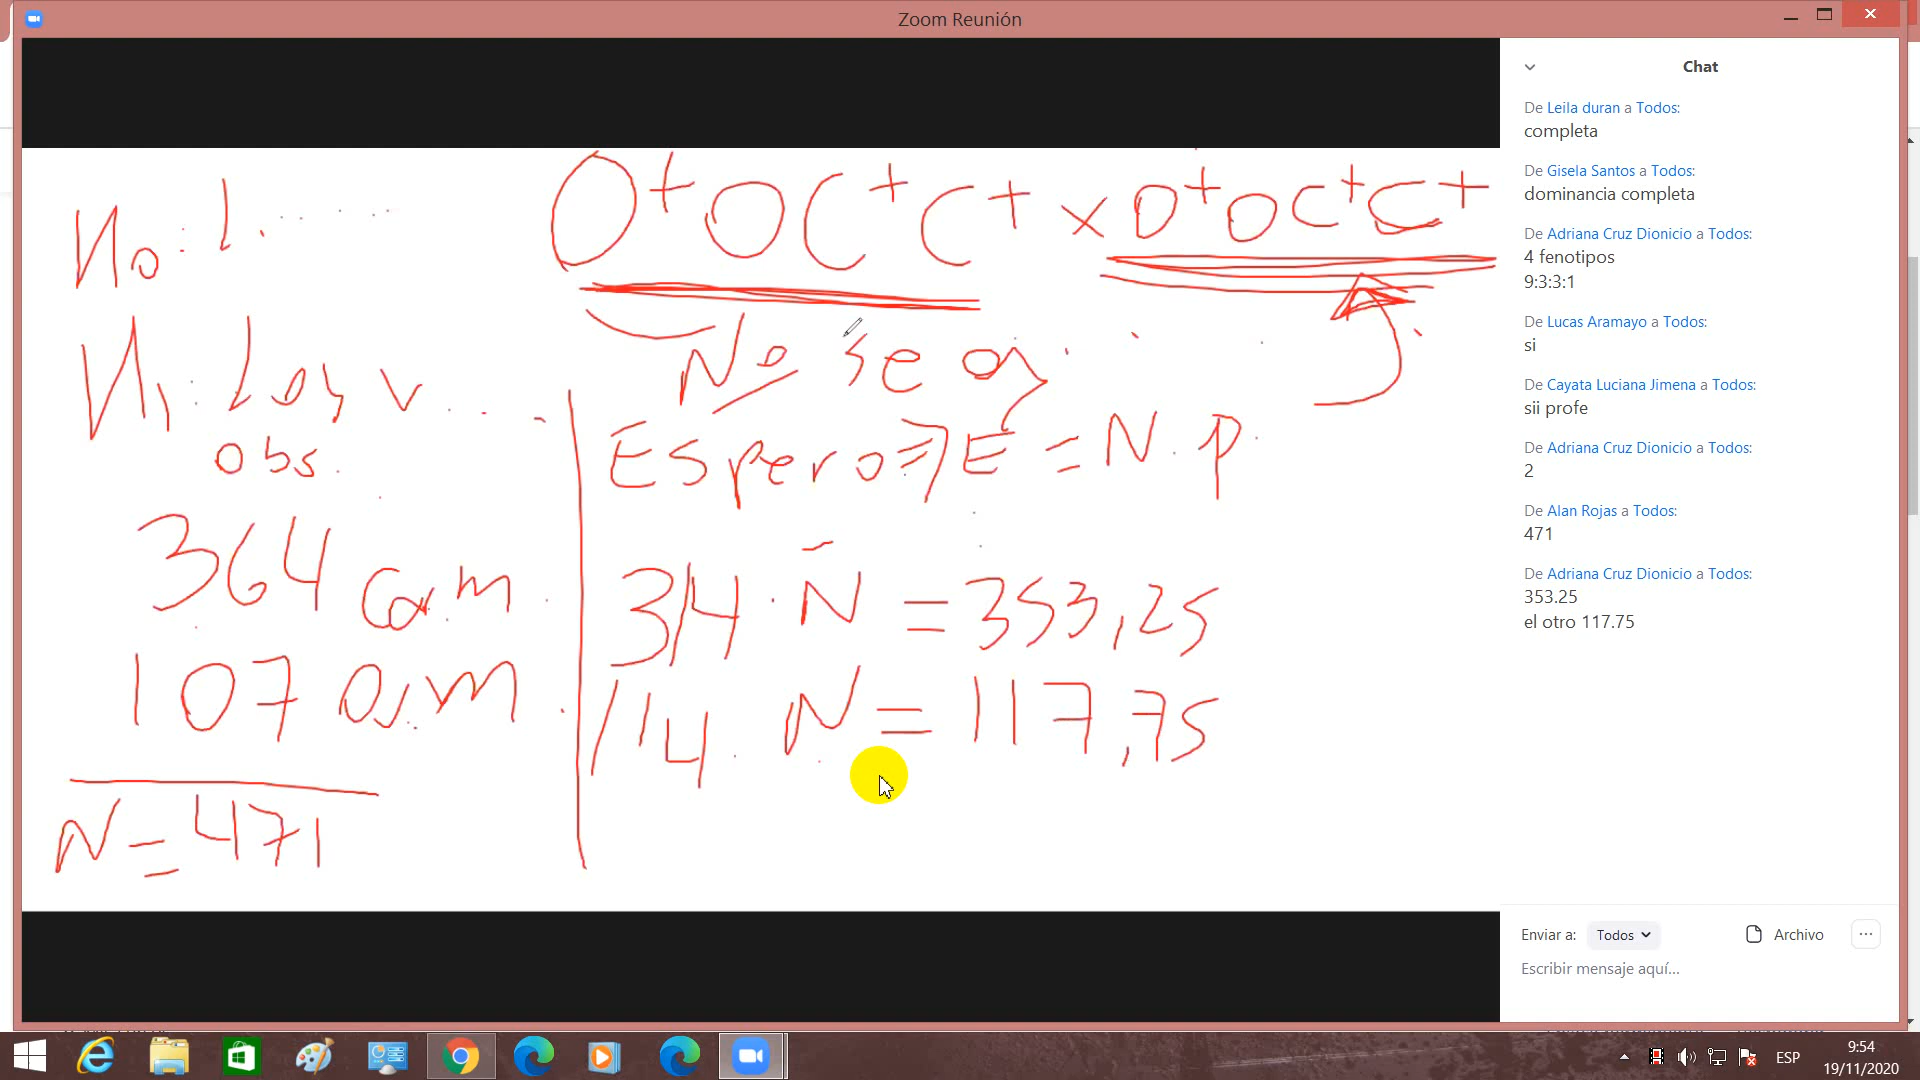 Zoom Reunión
O+OC+C+ x O+OC+C+
Ho: L.....
No se
H1: Los v....
obs.
Espero => E = N.p.
364 Cam
3/4 . N = 353,25
107
1/4 . N = 117,75
N = 471
Chat
De Leila duran a Todos:
completa
De Gisela Santos a Todos:
dominancia completa
De Adriana Cruz Dionicio a Todos:
4 fenotipos
9:3:3:1
De Lucas Aramayo a Todos:
si
De Cayata Luciana Jimena a Todos:
sii profe
De Adriana Cruz Dionicio a Todos:
2
De Alan Rojas a Todos:
471
De Adriana Cruz Dionicio a Todos:
353.25
el otro 117.75
Enviar a: Todos Archivo
Escribir mensaje aquí...
ESP
9:54
19/11/2020